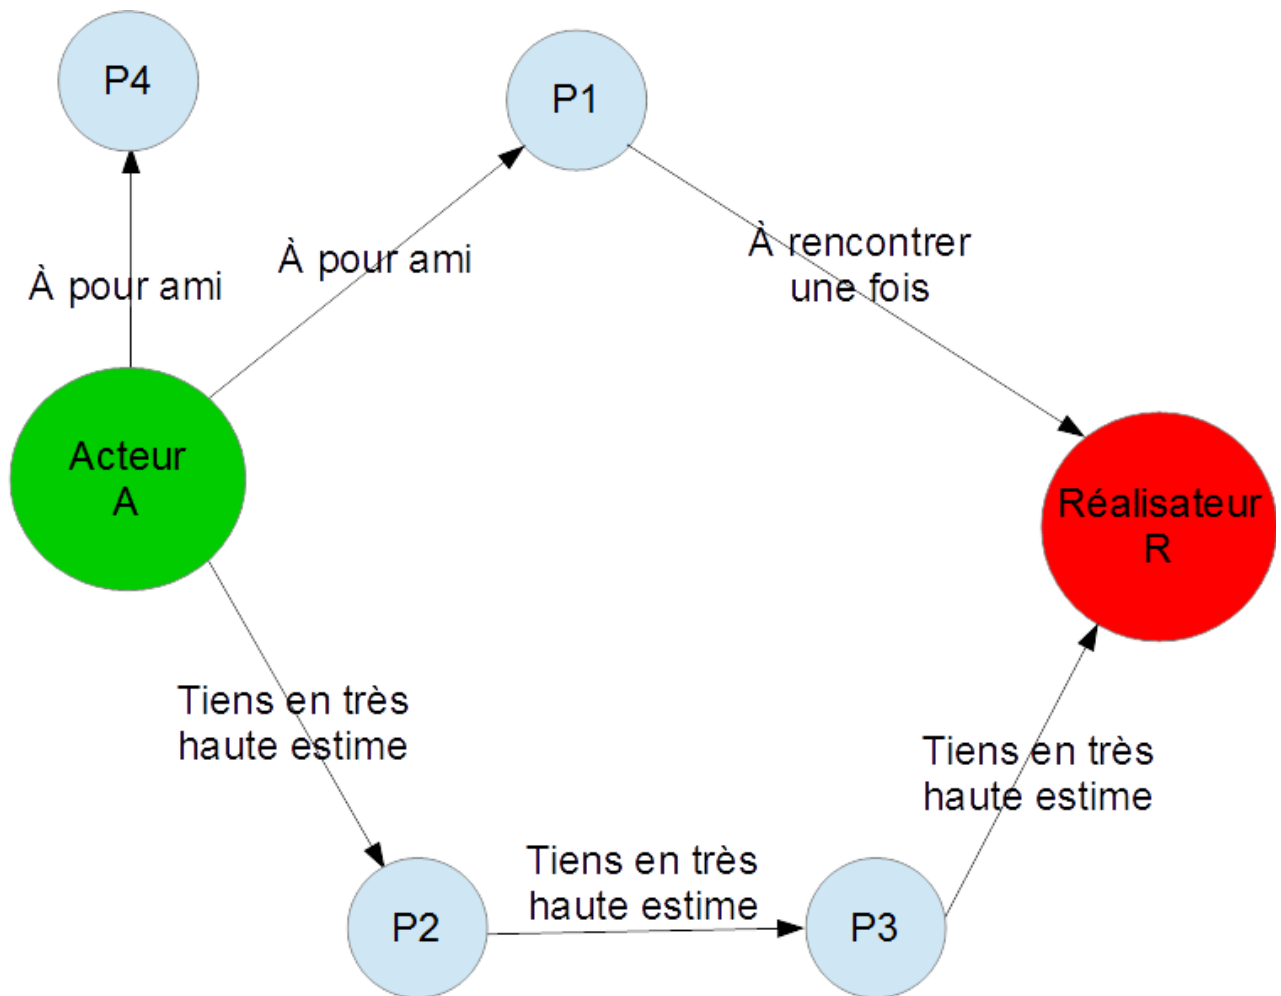 P4
P1
À pour ami
À pour ami
À rencontrer
une fois
Acteur
A
Réalisateur
R
Tiens en très
haute estime
Tiens en très
haute estime
Tiens en très
haute estime
P2
P3